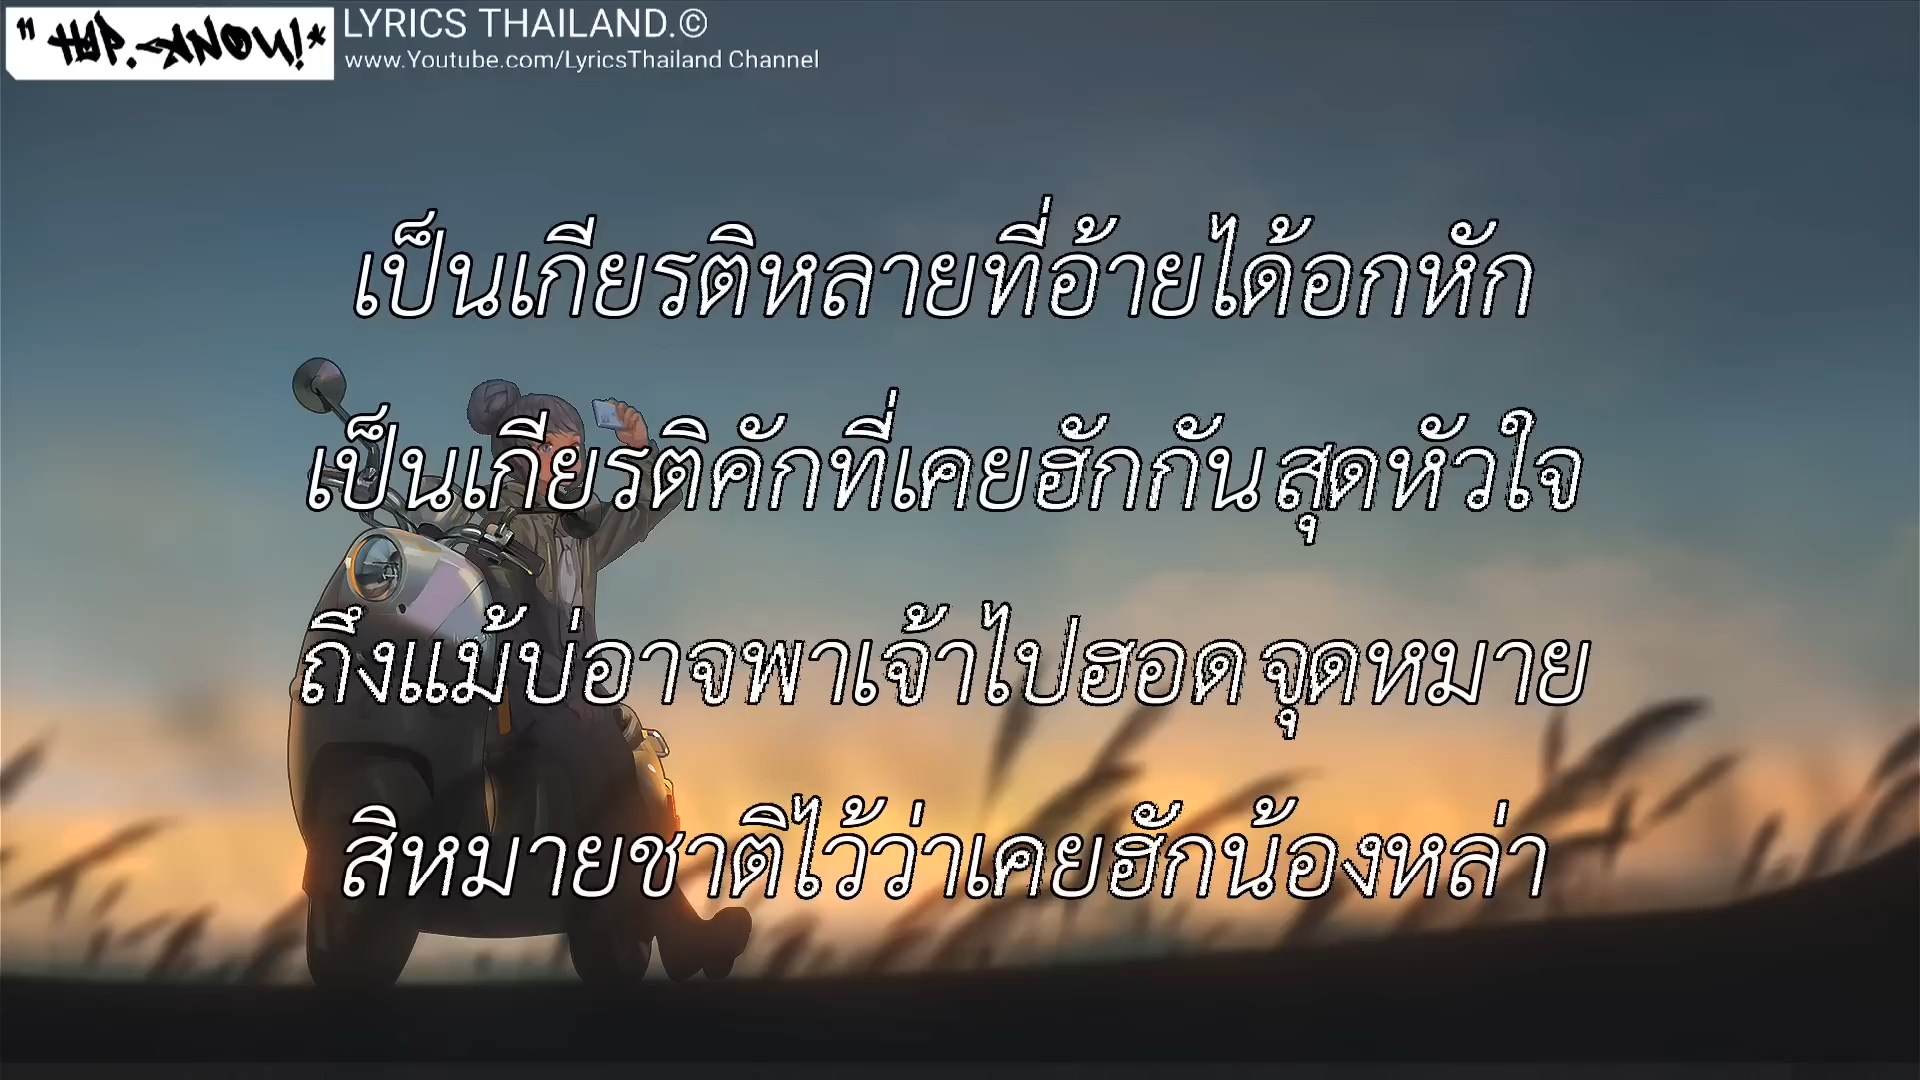 "HYP.-KNOW!*
LYRICS THAILAND.©
www.Youtube.com/LyricsThailand Channel
เป็นเกียรติหลายที่อ้ายได้อกหัก
เป็นเกียรติคักที่เคยฮักกันสุดหัวใจ
ถึงแม้บ่อาจพาเจ้าไปฮอดจุดหมาย
สิหมายชาติไว้ว่าเคยฮักน้องหล่า